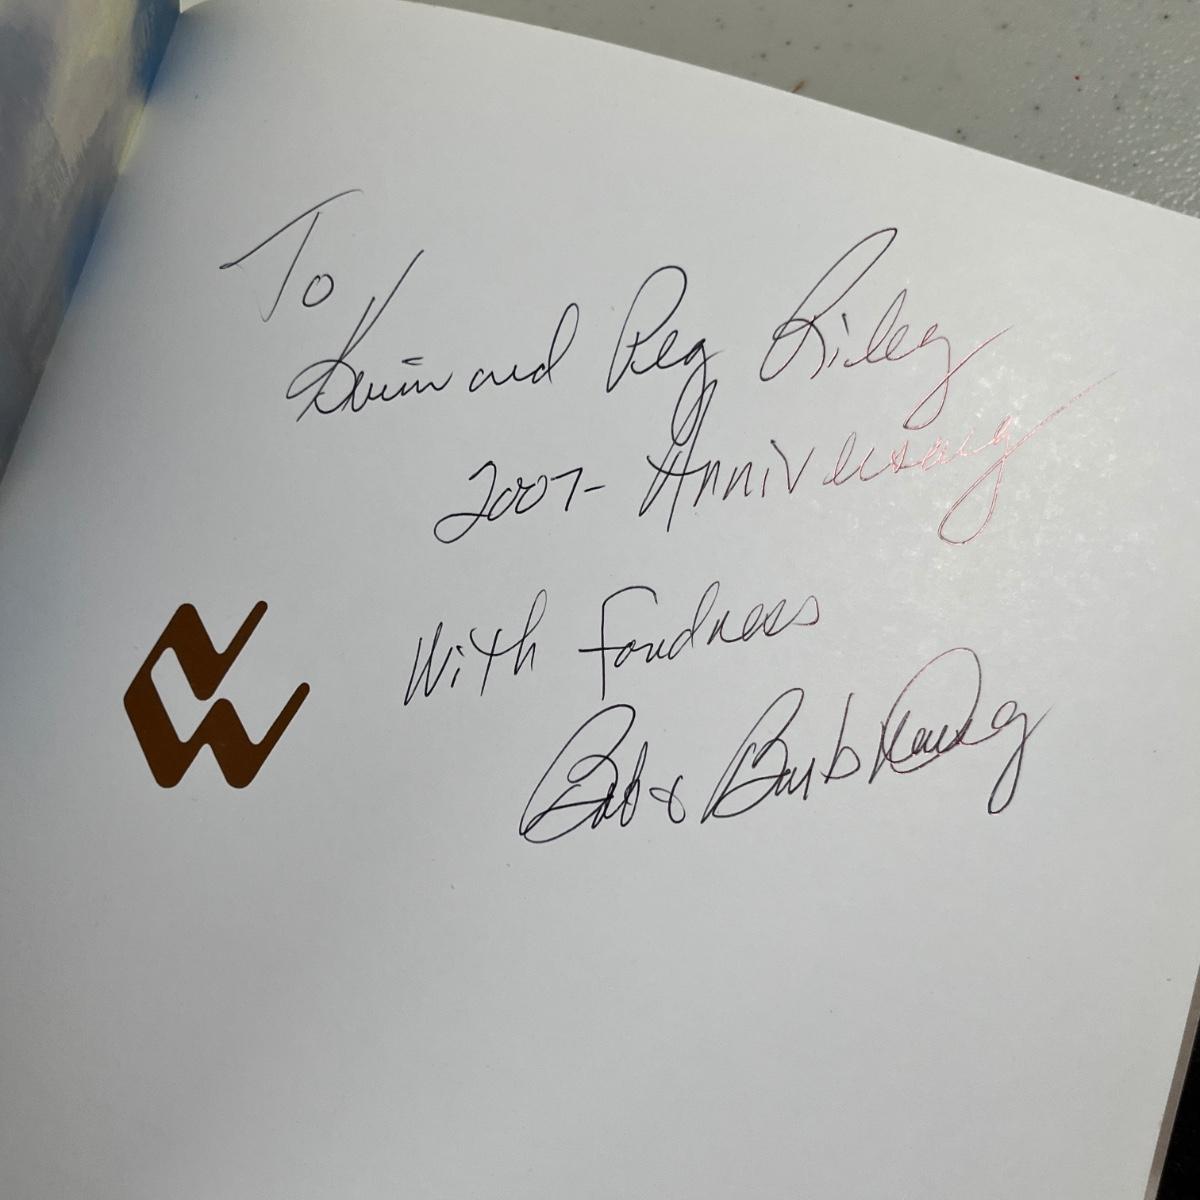 To
Kevin and Peg Riley
2007- Anniversary
With fondness
Bob & Barb